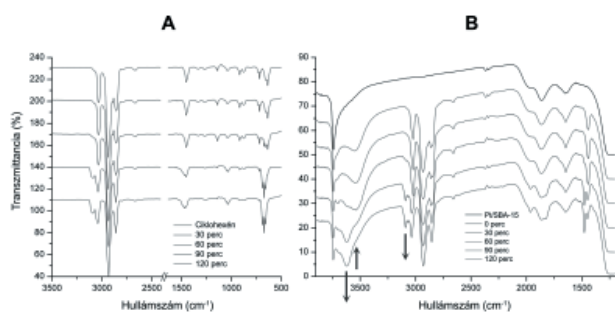 A
B
Transzmittancia (%)
240
220
200
180
160
140
120
100
80
60
40
3500
3000
2500
1500
1000
500
Hullámszám (cm⁻¹)
Ciklohexén
30 perc
60 perc
90 perc
120 perc
90
80
70
60
50
40
30
20
10
0
3500
3000
2500
2000
1500
Hullámszám (cm⁻¹)
Pt/SBA-15
0 perc
30 perc
60 perc
90 perc
120 perc